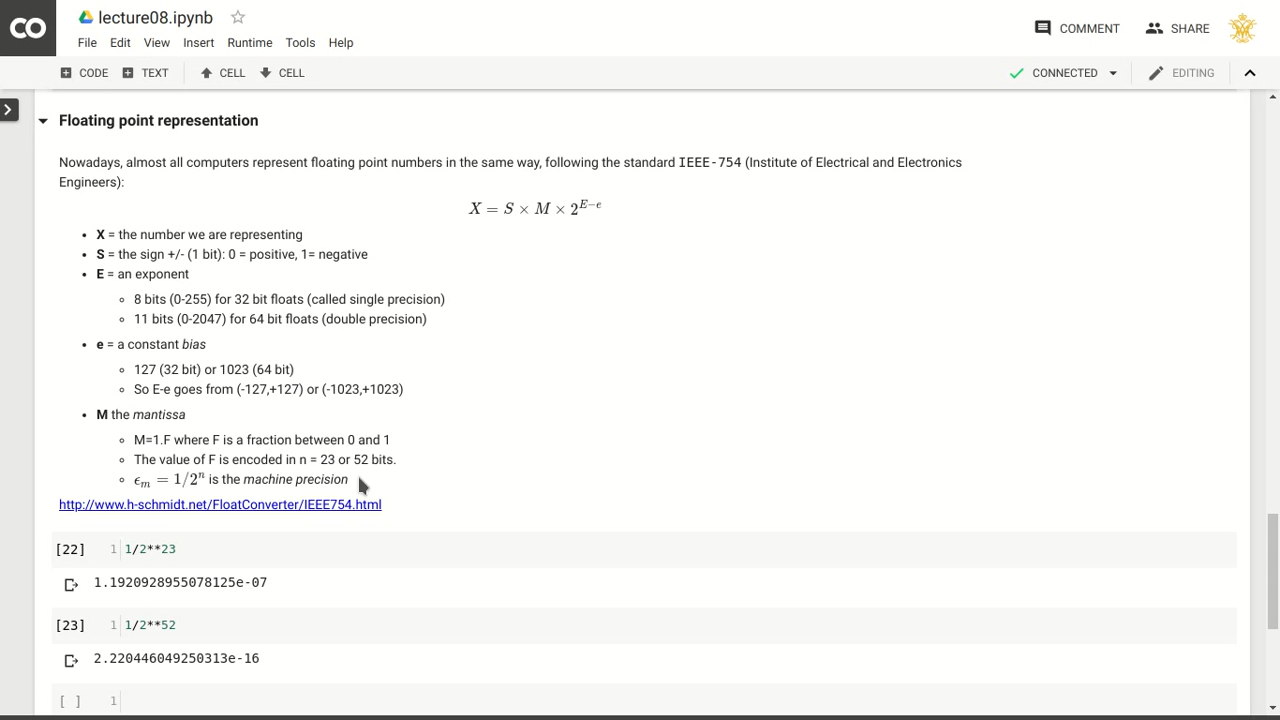 CO lecture08.ipynb
File Edit View Insert Runtime Tools Help
COMMENT SHARE
CODE TEXT CELL CELL
CONNECTED EDITING
Floating point representation
Nowadays, almost all computers represent floating point numbers in the same way, following the standard IEEE-754 (Institute of Electrical and Electronics
Engineers):
X = S × M × 2^{E−e}
• X = the number we are representing
• S = the sign +/- (1 bit): 0 = positive, 1= negative
• E = an exponent
◦ 8 bits (0-255) for 32 bit floats (called single precision)
◦ 11 bits (0-2047) for 64 bit floats (double precision)
• e = a constant bias
◦ 127 (32 bit) or 1023 (64 bit)
◦ So E-e goes from (-127,+127) or (-1023,+1023)
• M the mantissa
◦ M=1.F where F is a fraction between 0 and 1
◦ The value of F is encoded in n = 23 or 52 bits.
◦ ϵ_m = 1/2^n is the machine precision
http://www.h-schmidt.net/FloatConverter/IEEE754.html
[22] 1 1/2**23
1.1920928955078125e-07
[23] 1 1/2**52
2.220446049250313e-16
[ ] 1